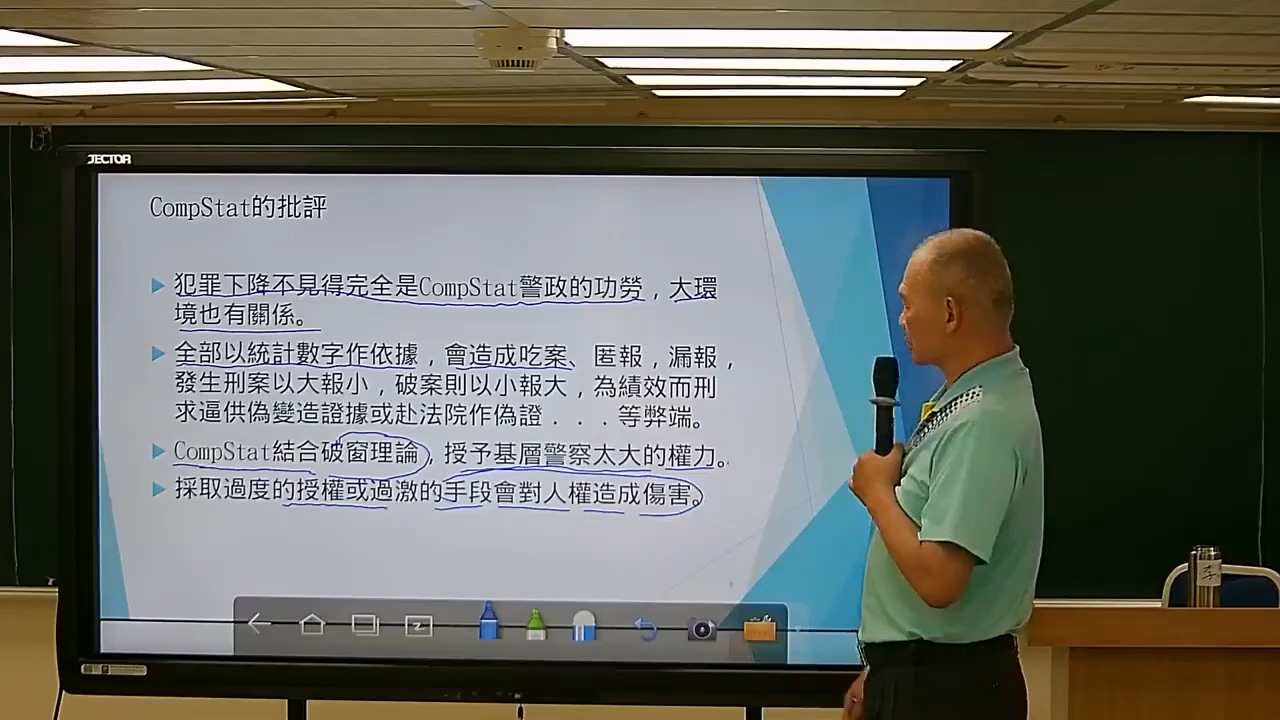 JECTOR
CompStat的批評
犯罪下降不見得完全是CompStat警政的功勞，大環
境也有關係。
全部以統計數字作依據，會造成吃案、匿報，漏報，
發生刑案以大報小，破案則以小報大，為績效而刑
求逼供偽變造證據或赴法院作偽證...等弊端。
CompStat結合破窗理論，授予基層警察太大的權力。
採取過度的授權或過激的手段會對人權造成傷害。
李